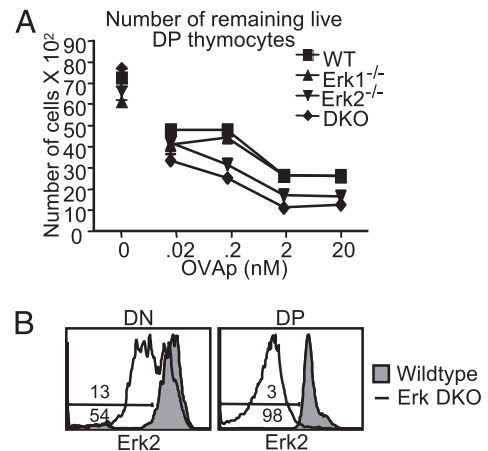 A
Number of remaining live
DP thymocytes
Number of cells X 10²
90
80
70
60
50
40
30
20
10
0
WT
Erk1⁻/⁻
Erk2⁻/⁻
DKO
0 .02 .2 2 20
OVAp (nM)
B
DN DP
13 3
54 98
Erk2 Erk2
Wildtype
Erk DKO